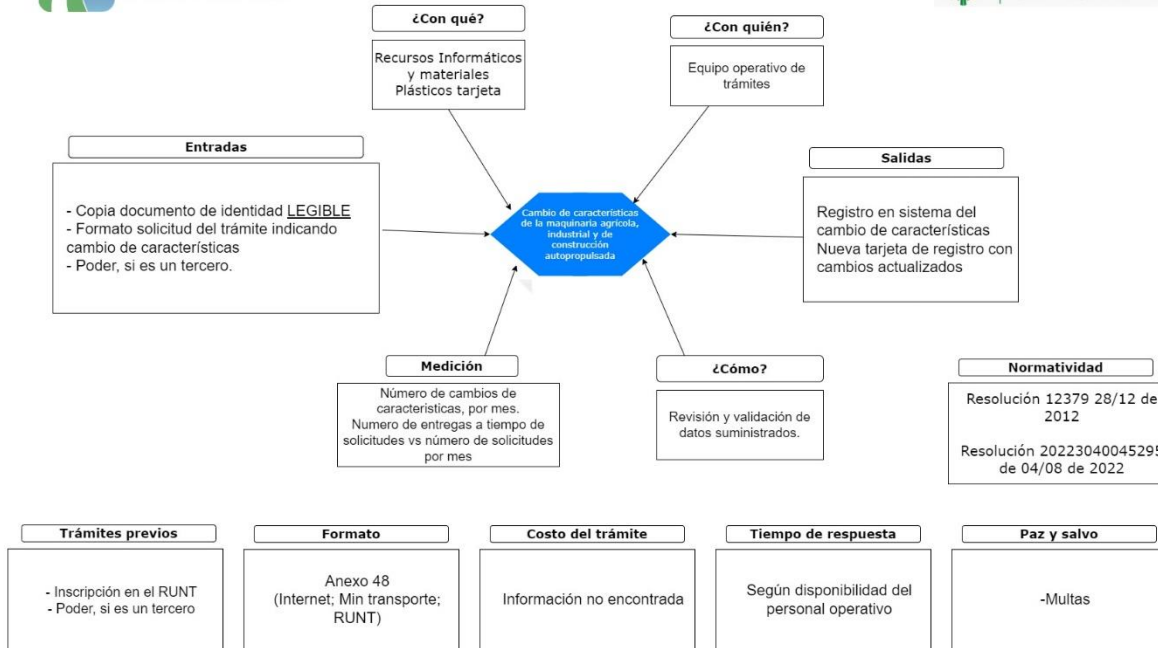 ¿Con qué?
Recursos Informáticos
y materiales
Plásticos tarjeta
¿Con quién?
Equipo operativo de
trámites
Entradas
- Copia documento de identidad LEGIBLE
- Formato solicitud del trámite indicando
cambio de características
- Poder, si es un tercero.
Cambio de características
de la maquinaria agrícola,
industrial y de
construcción
autopropulsada
Salidas
Registro en sistema del
cambio de características
Nueva tarjeta de registro con
cambios actualizados
Medición
Número de cambios de
caracteristicas, por mes.
Numero de entregas a tiempo de
solicitudes vs número de solicitudes
por mes
¿Cómo?
Revisión y validación de
datos suministrados.
Normatividad
Resolución 12379 28/12 de
2012
Resolución 20223040045295
de 04/08 de 2022
Trámites previos
- Inscripción en el RUNT
- Poder, si es un tercero
Formato
Anexo 48
(Internet; Min transporte;
RUNT)
Costo del trámite
Información no encontrada
Tiempo de respuesta
Según disponibilidad del
personal operativo
Paz y salvo
-Multas